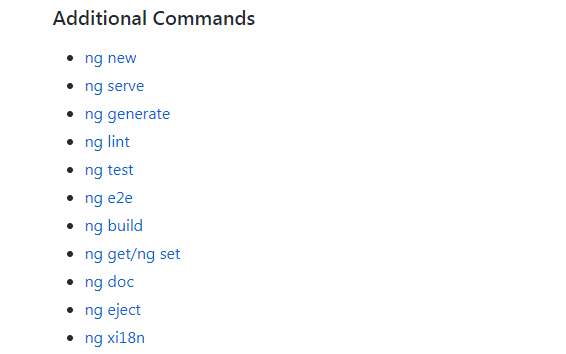 Additional Commands
ng new
ng serve
ng generate
ng lint
ng test
ng e2e
ng build
ng get/ng set
ng doc
ng eject
ng xi18n